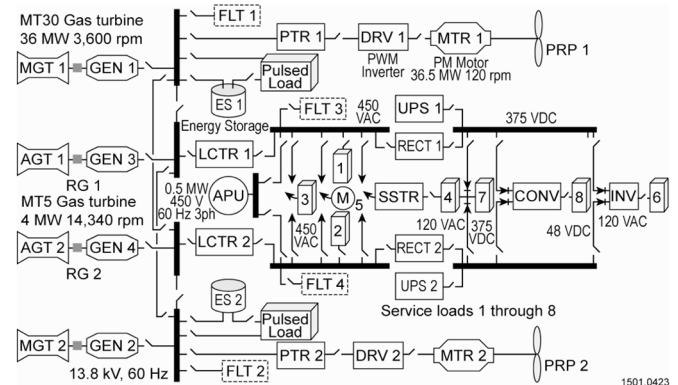 MT30 Gas turbine
36 MW 3,600 rpm
MGT 1
GEN 1
FLT 1
PTR 1
DRV 1
MTR 1
PRP 1
PWM
Inverter
PM Motor
36.5 MW 120 rpm
Pulsed
Load
ES 1
Energy Storage
FLT 3
450
VAC
UPS 1
375 VDC
RECT 1
LCTR 1
AGT 1
GEN 3
RG 1
MT5 Gas turbine
4 MW 14,340 rpm
0.5 MW
450 V
60 Hz 3ph
APU
1
3
M
5
2
450
VAC
SSTR
4
120 VAC
5
7
375
VDC
CONV
8
48 VDC
INV
6
120 VAC
AGT 2
GEN 4
RG 2
LCTR 2
RECT 2
UPS 2
FLT 4
Service loads 1 through 8
ES 2
Pulsed
Load
MGT 2
GEN 2
13.8 kV, 60 Hz
FLT 2
PTR 2
DRV 2
MTR 2
PRP 2
1501.0423